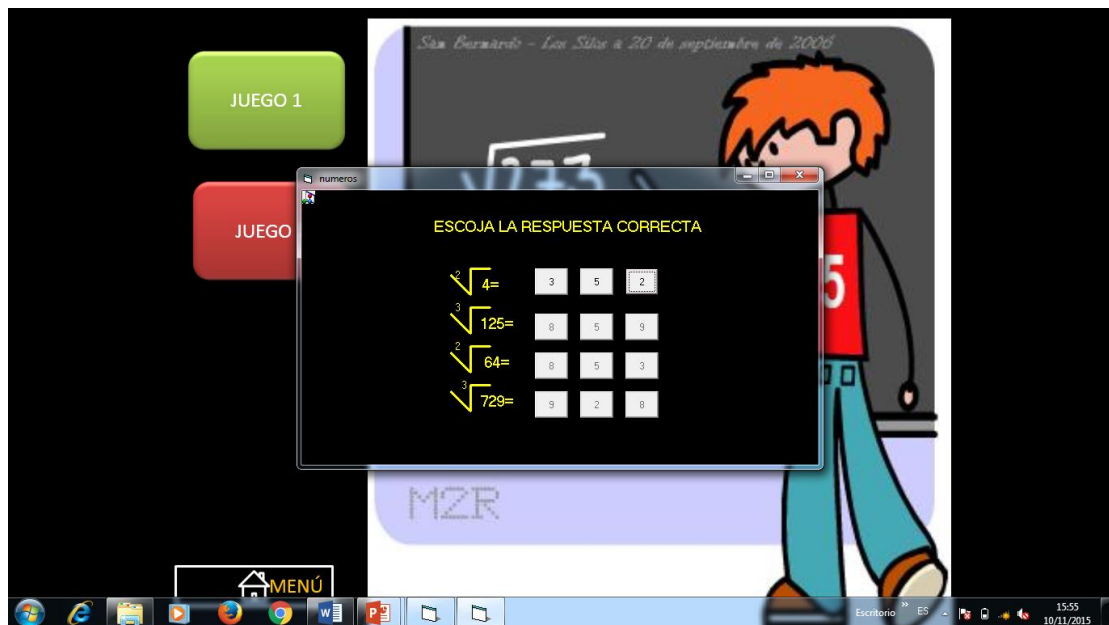 San Bernardo - Los Silos a 20 de septiembre de 2006
JUEGO 1
273
numeros
JUEGO
ESCOJA LA RESPUESTA CORRECTA
2√4= 3 5 2
3√125= 8 5 9
2√64= 8 5 3
3√729= 9 2 8
5
MZR
MENÚ
Escritorio » ES 15:55
10/11/2015